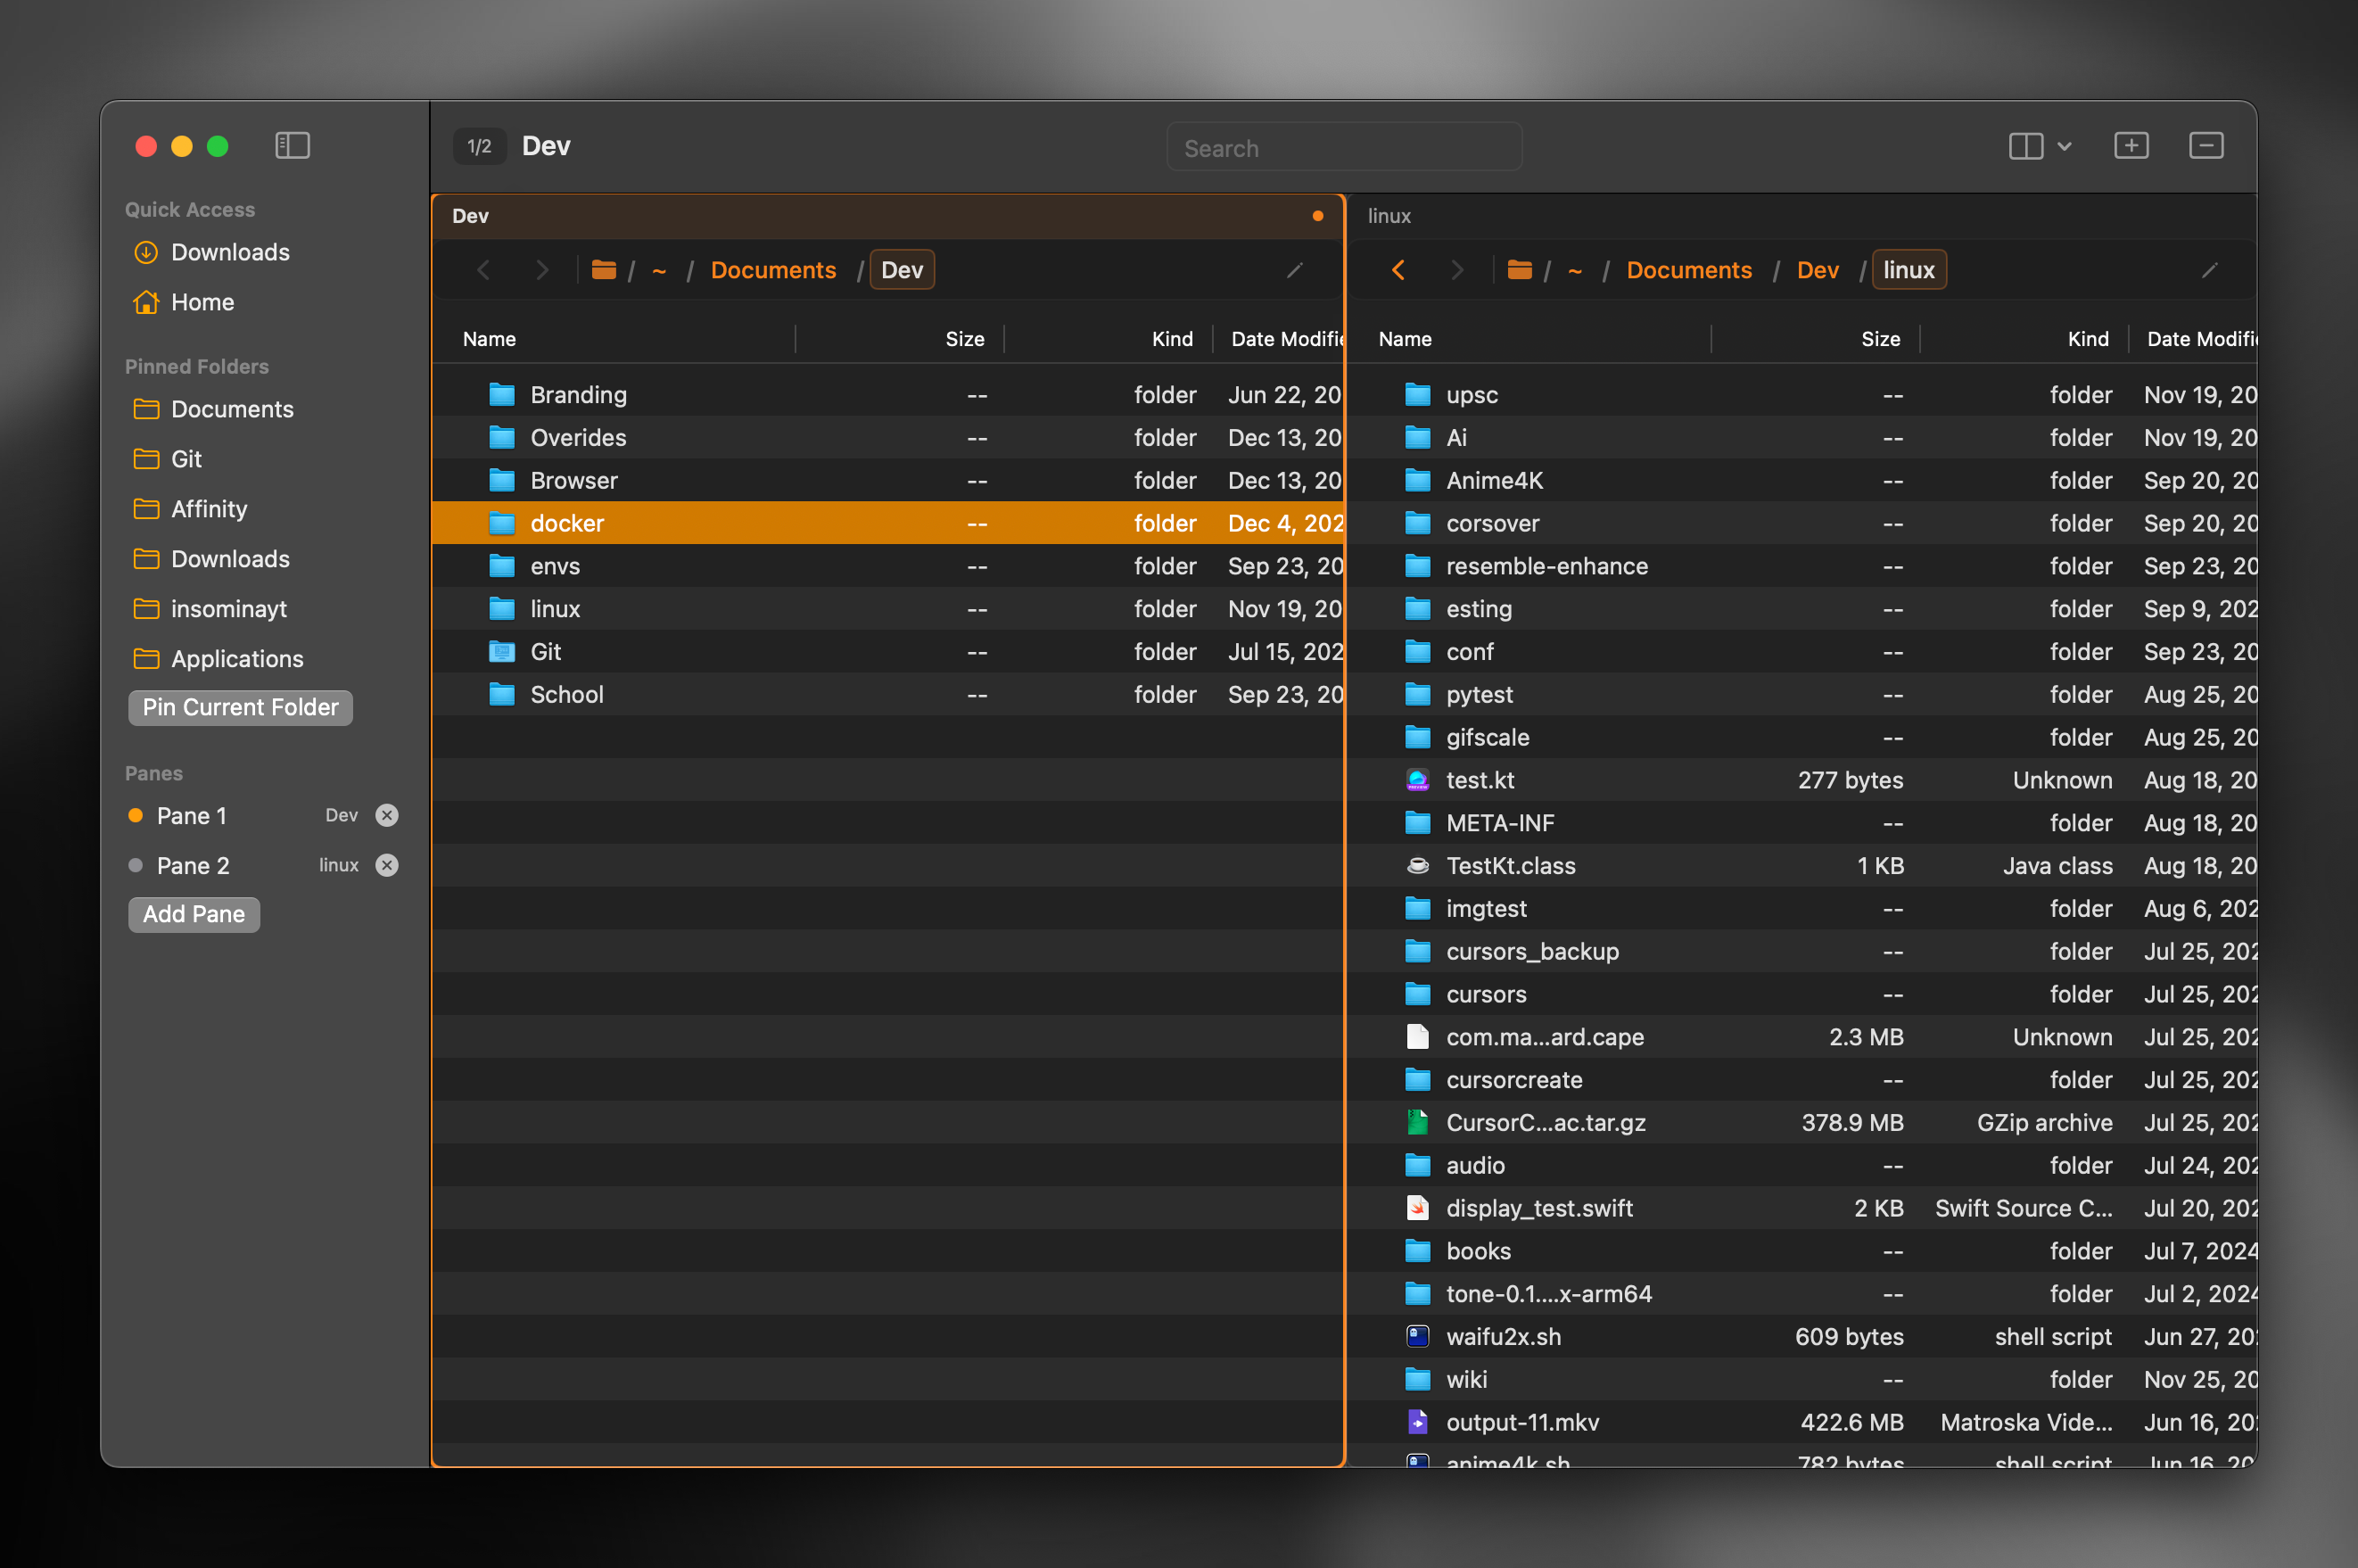 1/2 Dev Search
Quick Access
Downloads
Home
Pinned Folders
Documents
Git
Affinity
Downloads
insominayt
Applications
Pin Current Folder
Panes
Pane 1 Dev
Pane 2 linux
Add Pane
Dev
/ ~ / Documents / Dev
Name Size Kind Date Modifie
Branding -- folder Jun 22, 20
Overides -- folder Dec 13, 20
Browser -- folder Dec 13, 20
docker -- folder Dec 4, 202
envs -- folder Sep 23, 20
linux -- folder Nov 19, 20
Git -- folder Jul 15, 202
School -- folder Sep 23, 20
linux
/ ~ / Documents / Dev / linux
Name Size Kind Date Modifie
upsc -- folder Nov 19, 20
Ai -- folder Nov 19, 20
Anime4K -- folder Sep 20, 20
corsover -- folder Sep 20, 20
resemble-enhance -- folder Sep 23, 20
esting -- folder Sep 9, 202
conf -- folder Sep 23, 20
pytest -- folder Aug 25, 20
gifscale -- folder Aug 25, 20
test.kt 277 bytes Unknown Aug 18, 20
META-INF -- folder Aug 18, 20
TestKt.class 1 KB Java class Aug 18, 20
imgtest -- folder Aug 6, 202
cursors_backup -- folder Jul 25, 202
cursors -- folder Jul 25, 202
com.ma...ard.cape 2.3 MB Unknown Jul 25, 202
cursorcreate -- folder Jul 25, 202
CursorC...ac.tar.gz 378.9 MB GZip archive Jul 25, 202
audio -- folder Jul 24, 202
display_test.swift 2 KB Swift Source C... Jul 20, 202
books -- folder Jul 7, 2024
tone-0.1....x-arm64 -- folder Jul 2, 2024
waifu2x.sh 609 bytes shell script Jun 27, 202
wiki -- folder Nov 25, 20
output-11.mkv 422.6 MB Matroska Vide... Jun 16, 202
anime4k.sh 782 bytes shell script Jun 16, 202